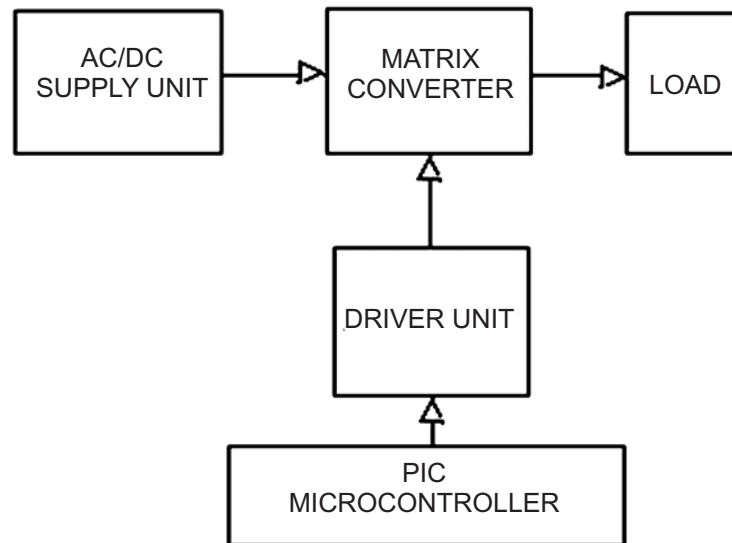 AC/DC
SUPPLY UNIT
MATRIX
CONVERTER
LOAD
DRIVER UNIT
PIC
MICROCONTROLLER